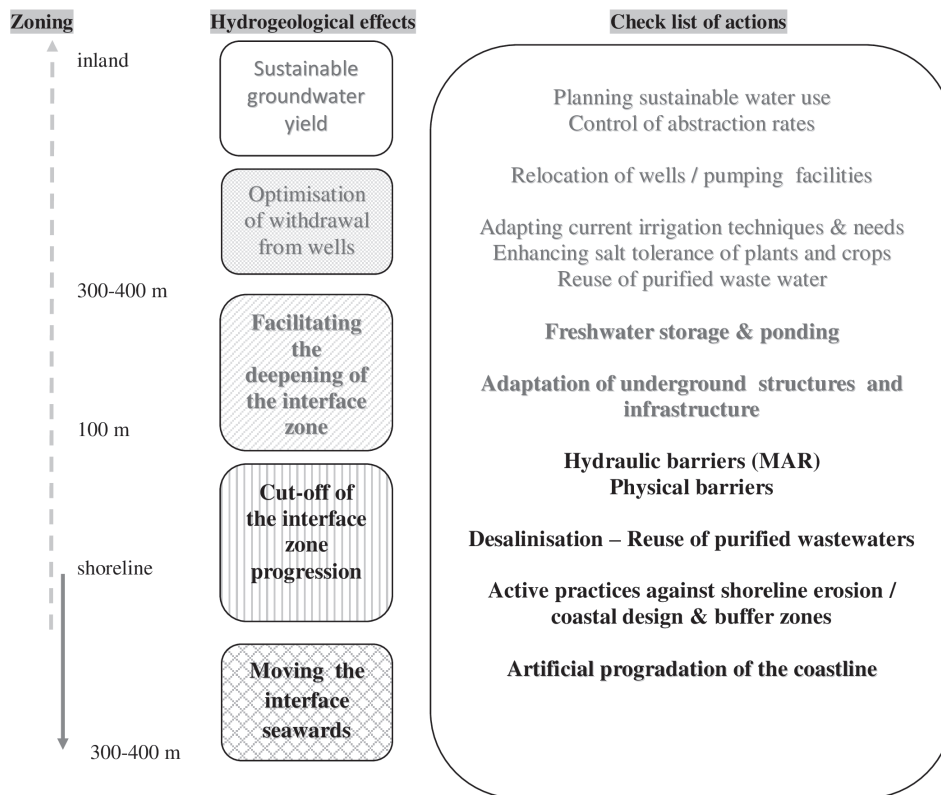 Zoning
inland
300-400 m
100 m
shoreline
300-400 m
Hydrogeological effects
Sustainable
groundwater
yield
Optimisation
of withdrawal
from wells
Facilitating
the
deepening of
the interface
zone
Cut-off of
the interface
zone
progression
Moving the
interface
seawards
Check list of actions
Planning sustainable water use
Control of abstraction rates
Relocation of wells / pumping facilities
Adapting current irrigation techniques & needs
Enhancing salt tolerance of plants and crops
Reuse of purified waste water
Freshwater storage & ponding
Adaptation of underground structures and
infrastructure
Hydraulic barriers (MAR)
Physical barriers
Desalinisation – Reuse of purified wastewaters
Active practices against shoreline erosion /
coastal design & buffer zones
Artificial progradation of the coastline